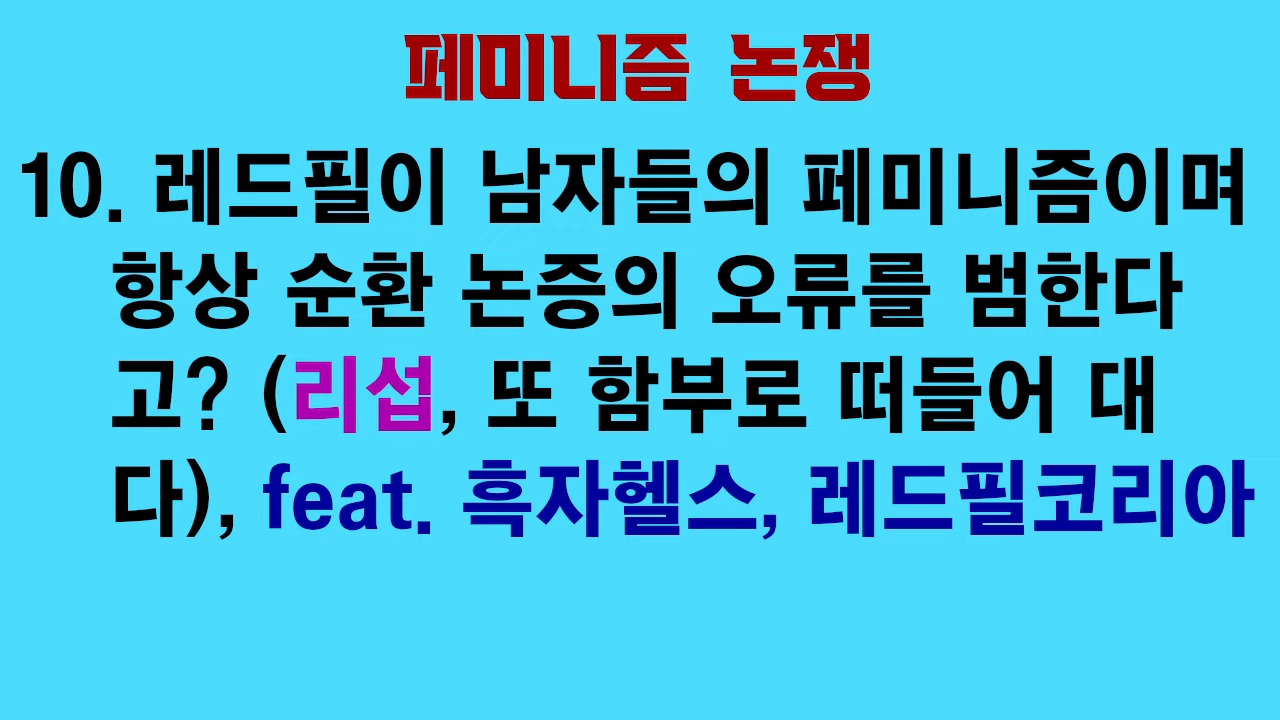 페미니즘 논쟁
10. 레드필이 남자들의 페미니즘이며
항상 순환 논증의 오류를 범한다
고? (리섭, 또 함부로 떠들어 대
다), feat. 흑자헬스, 레드필코리아